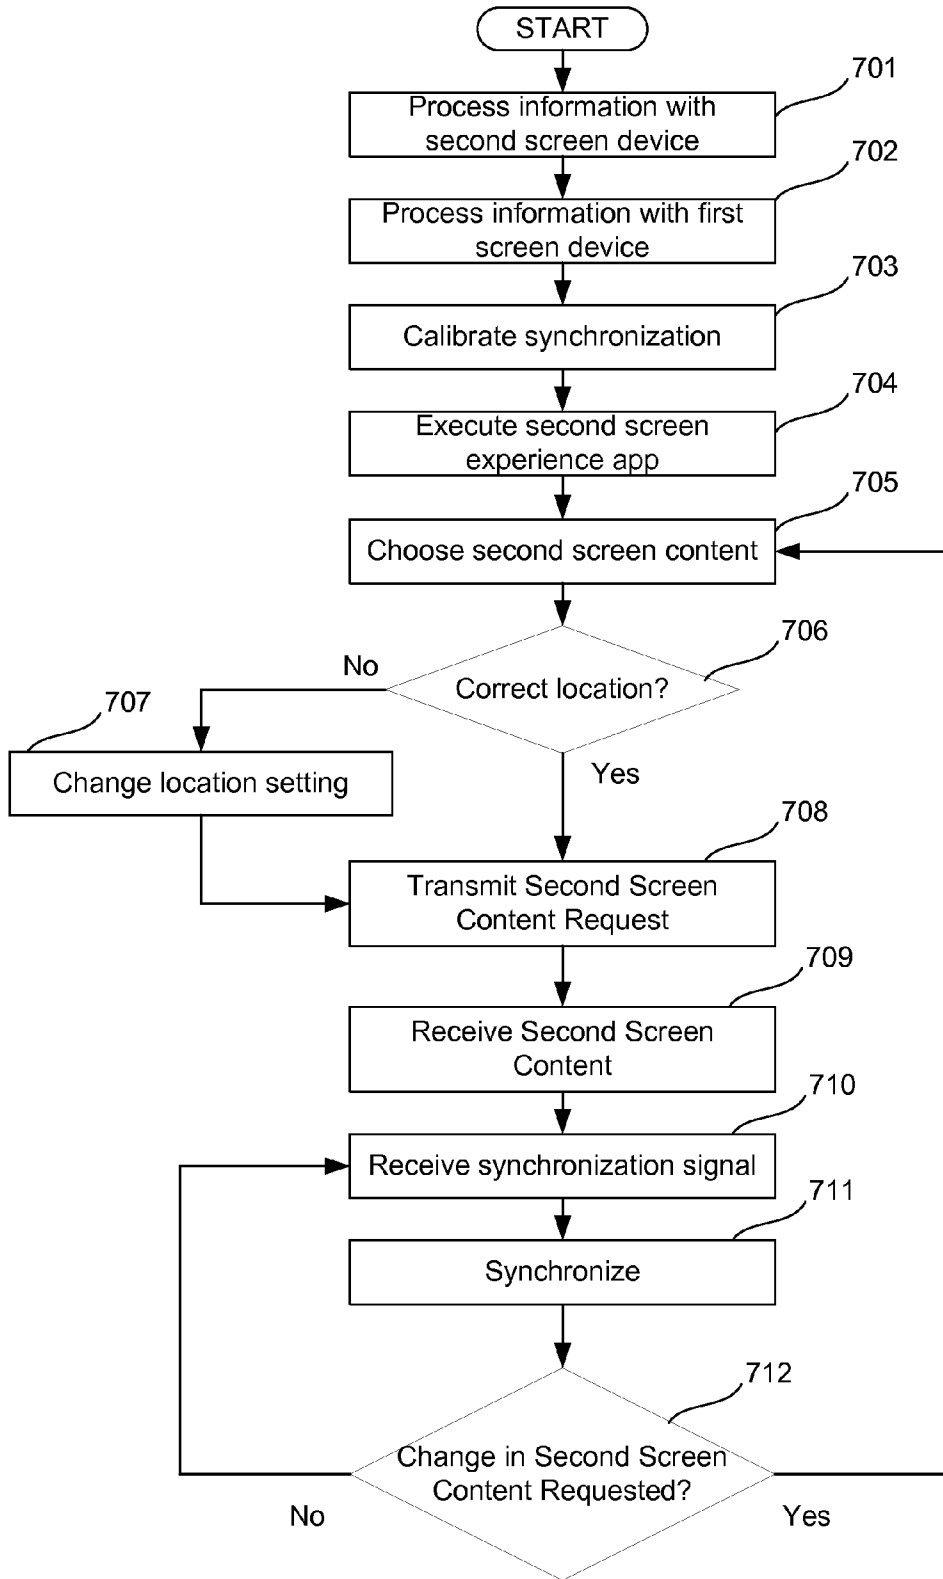 START
701
Process information with
second screen device
702
Process information with first
screen device
703
Calibrate synchronization
704
Execute second screen
experience app
705
Choose second screen content
706
No
Correct location?
707
Change location setting
Yes
708
Transmit Second Screen
Content Request
709
Receive Second Screen
Content
710
Receive synchronization signal
711
Synchronize
712
Change in Second Screen
Content Requested?
No
Yes